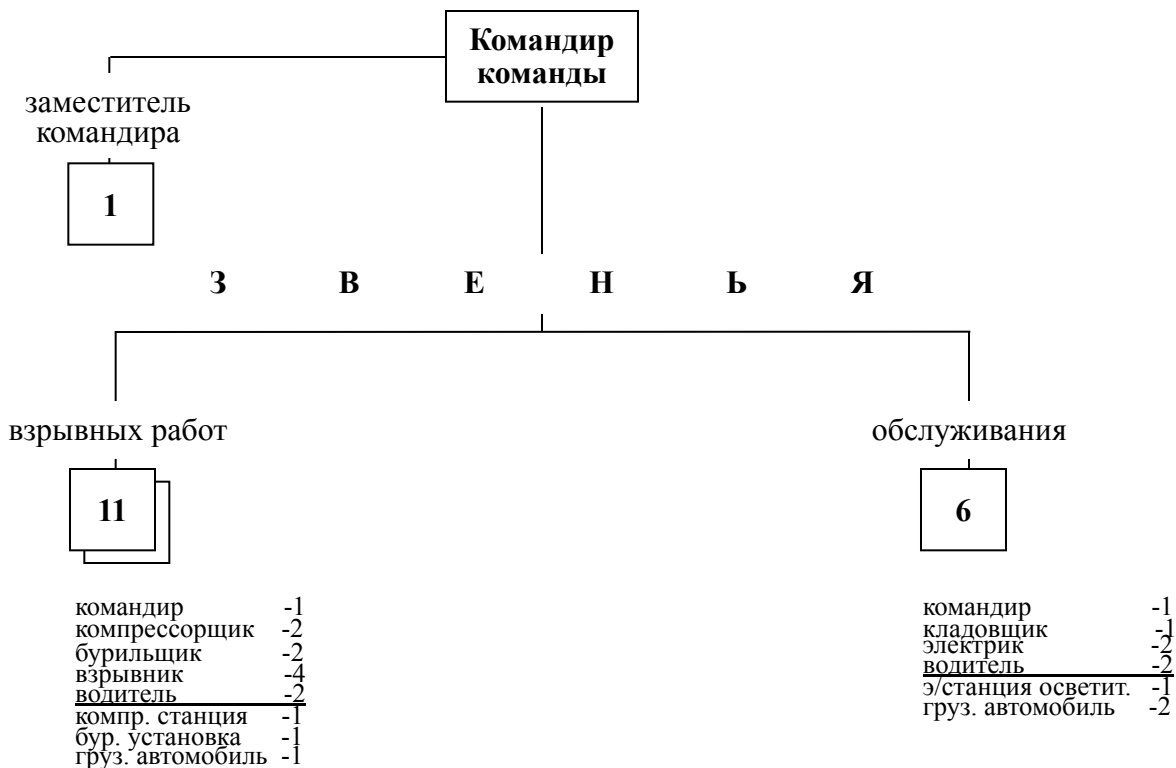 Командир
команды
заместитель
командира
1
З В Е Н Ь Я
взрывных работ
11
командир -1
компрессорщик -2
бурильщик -2
взрывник -4
водитель -2
компр. станция -1
бур. установка -1
груз. автомобиль -1
обслуживания
6
командир -1
кладовщик -1
электрик -2
водитель -2
э/станция осветит. -1
груз. автомобиль -2